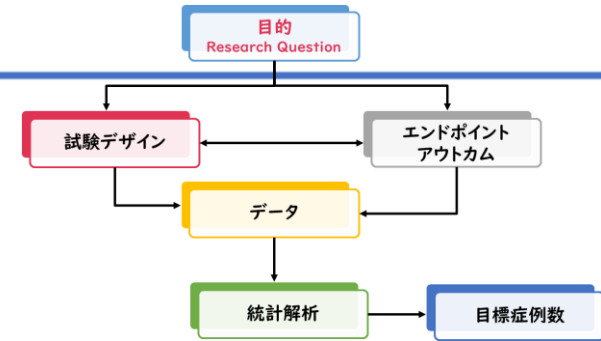 目的
Research Question
試験デザイン
エンドポイント
アウトカム
データ
統計解析
目標症例数